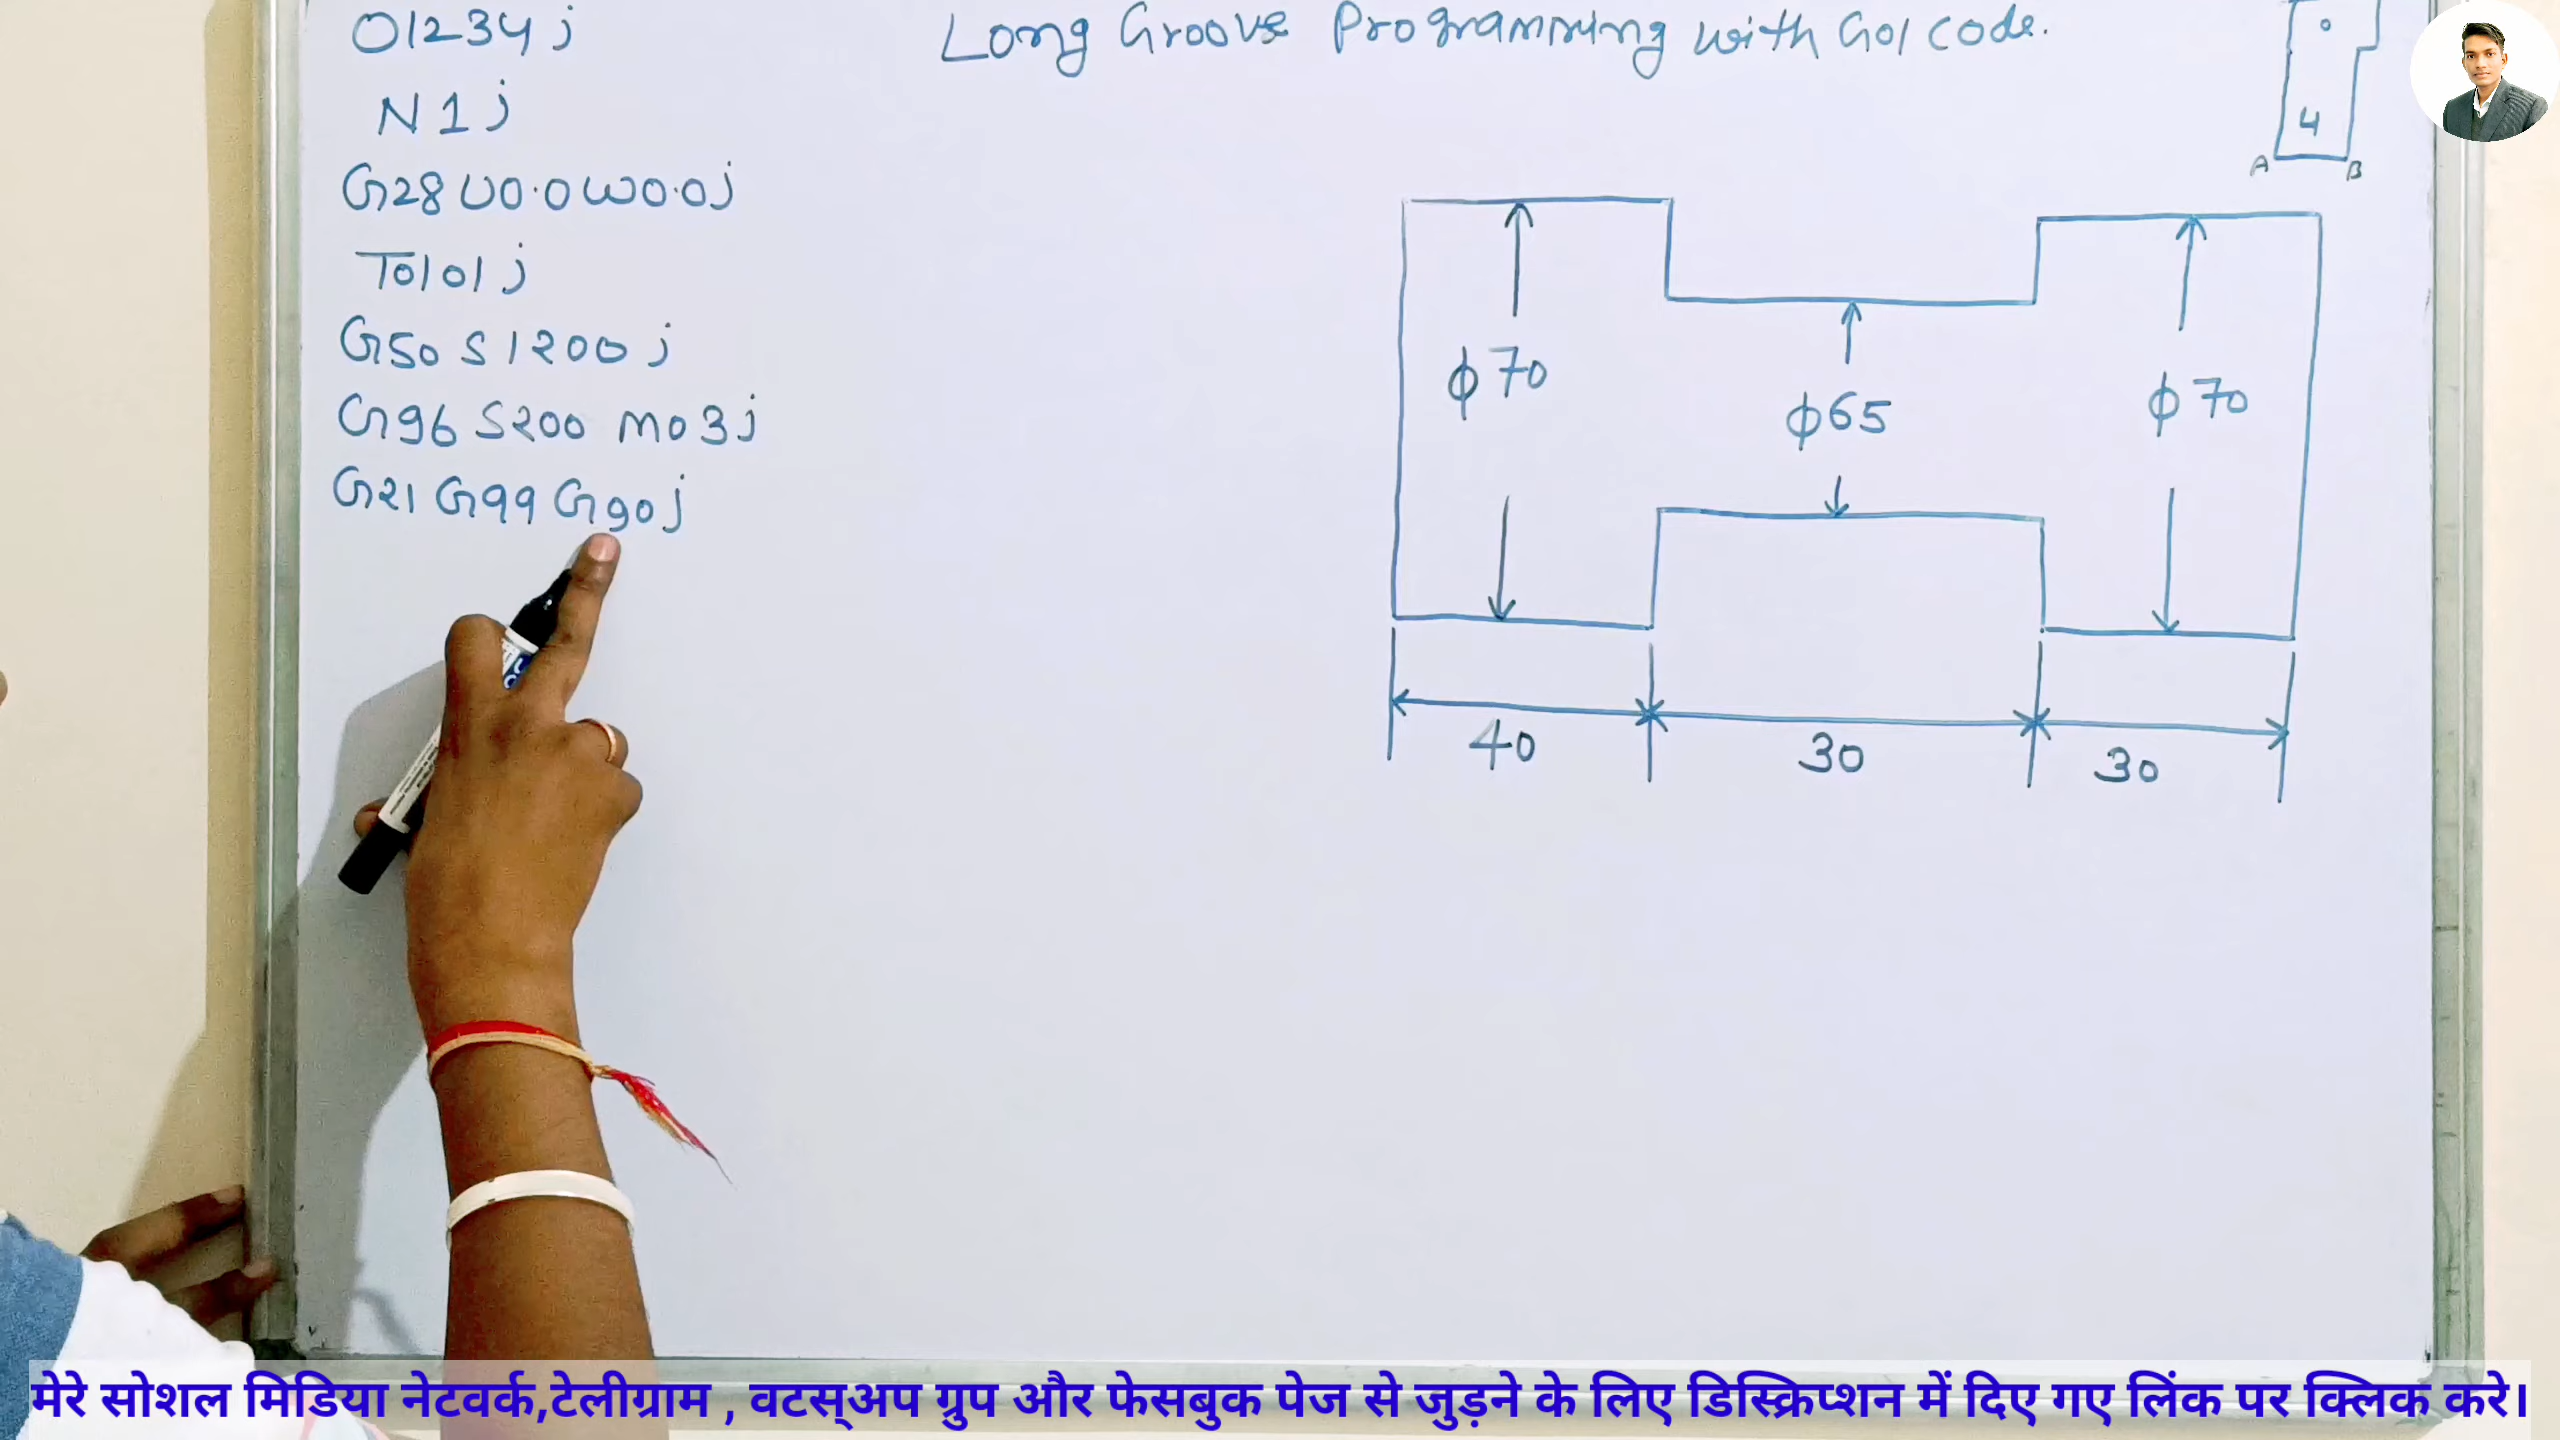 O1234;
N1;
G28 U0.0 W0.0;
T0101;
G50 S1200;
G96 S200 M03;
G21 G99 G90;
Long Groove Programming with G01 code.
4
A B
φ70
φ65
φ70
40
30
30
मेरे सोशल मिडिया नेटवर्क,टेलीग्राम , वटस्अप ग्रुप और फेसबुक पेज से जुड़ने के लिए डिस्क्रिप्शन में दिए गए लिंक पर क्लिक करे।